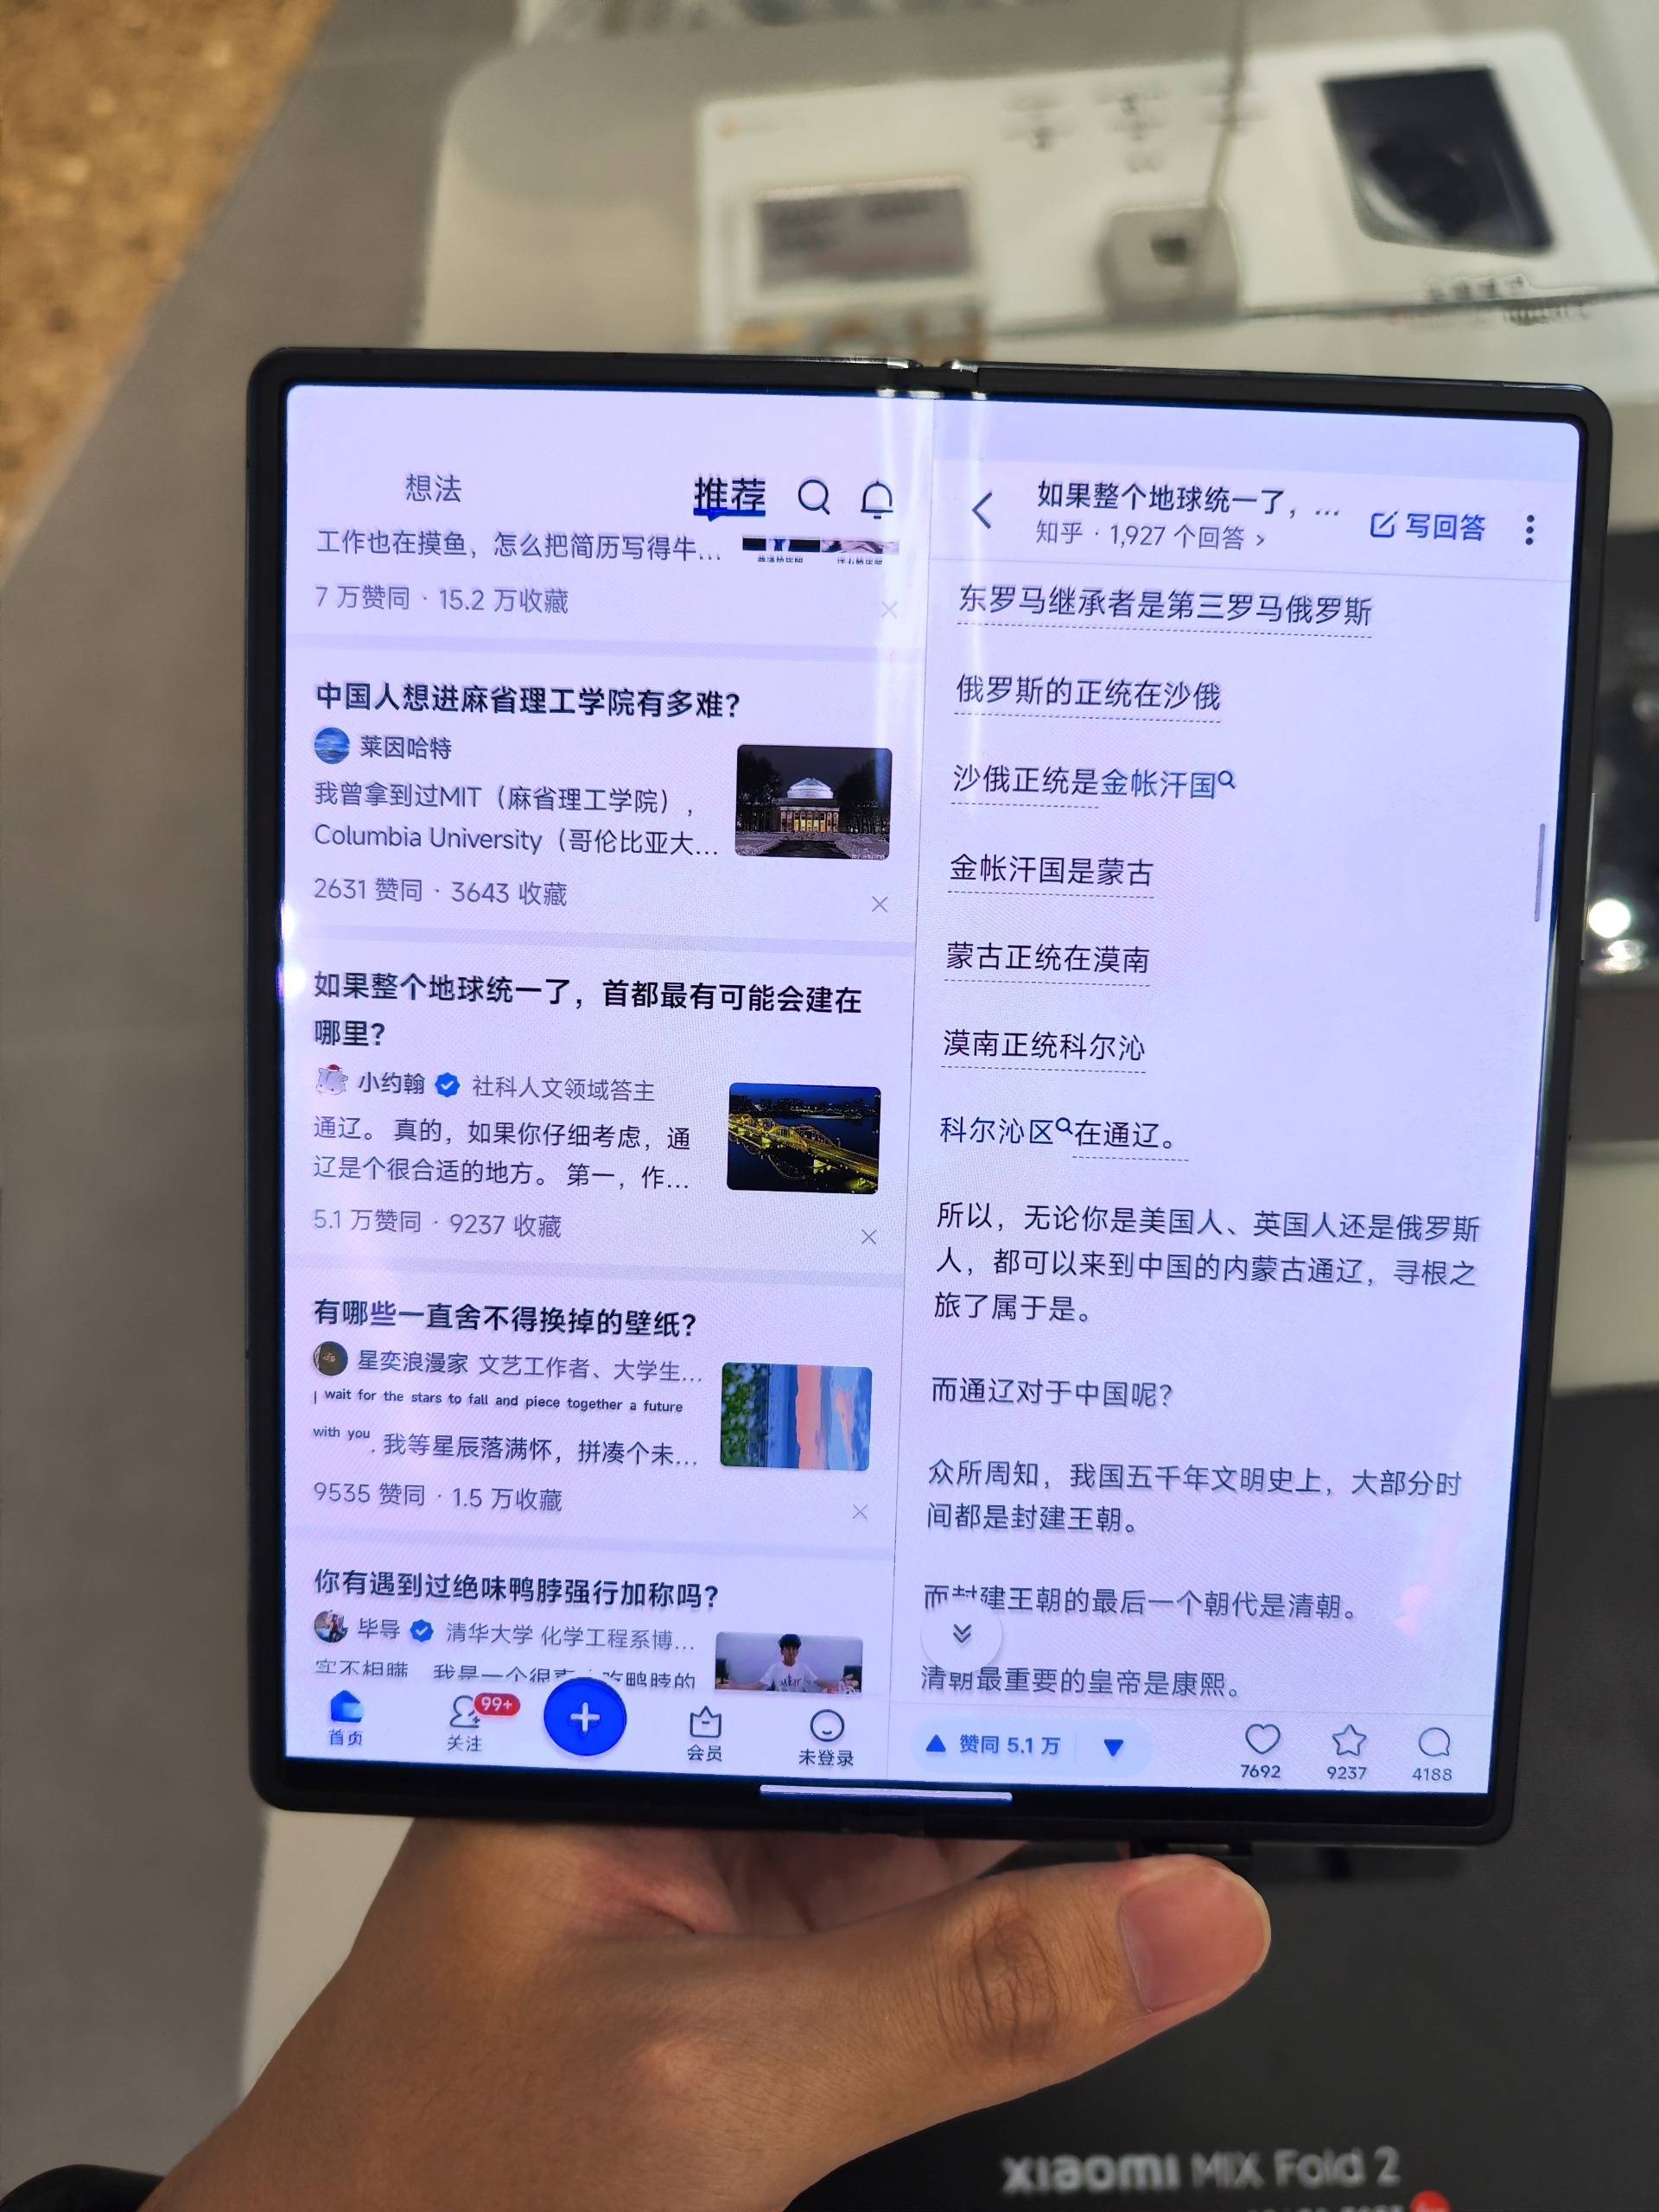 想法
推荐
工作也在摸鱼，怎么把简历写得牛...
7 万赞同 · 15.2 万收藏
中国人想进麻省理工学院有多难？
莱因哈特
我曾拿到过MIT（麻省理工学院），
Columbia University（哥伦比亚大...
2631 赞同 · 3643 收藏
如果整个地球统一了，首都最有可能会建在
哪里？
小约翰 社科人文领域答主
通辽。真的，如果你仔细考虑，通
辽是个很合适的地方。 第一，作...
5.1 万赞同 · 9237 收藏
有哪些一直舍不得换掉的壁纸？
星奕浪漫家 文艺工作者、大学生...
I wait for the stars to fall and piece together a future
with you. 我等星辰落满怀，拼凑个未...
9535 赞同 · 1.5 万收藏
你有遇到过绝味鸭脖强行加称吗？
毕导 清华大学 化学工程系博...
实不相瞒
首页
99+
关注
会员
未登录
如果整个地球统一了，...
知乎 · 1,927 个回答 >
写回答
东罗马继承者是第三罗马俄罗斯
俄罗斯的正统在沙俄
沙俄正统是金帐汗国
金帐汗国是蒙古
蒙古正统在漠南
漠南正统科尔沁
科尔沁区在通辽。
所以，无论你是美国人、英国人还是俄罗斯
人，都可以来到中国的内蒙古通辽，寻根之
旅了属于是。
而通辽对于中国呢？
众所周知，我国五千年文明史上，大部分时
间都是封建王朝。
而封建王朝的最后一个朝代是清朝。
清朝最重要的皇帝是康熙。
赞同 5.1 万
7692
9237
4188
xiaomi MIX Fold 2